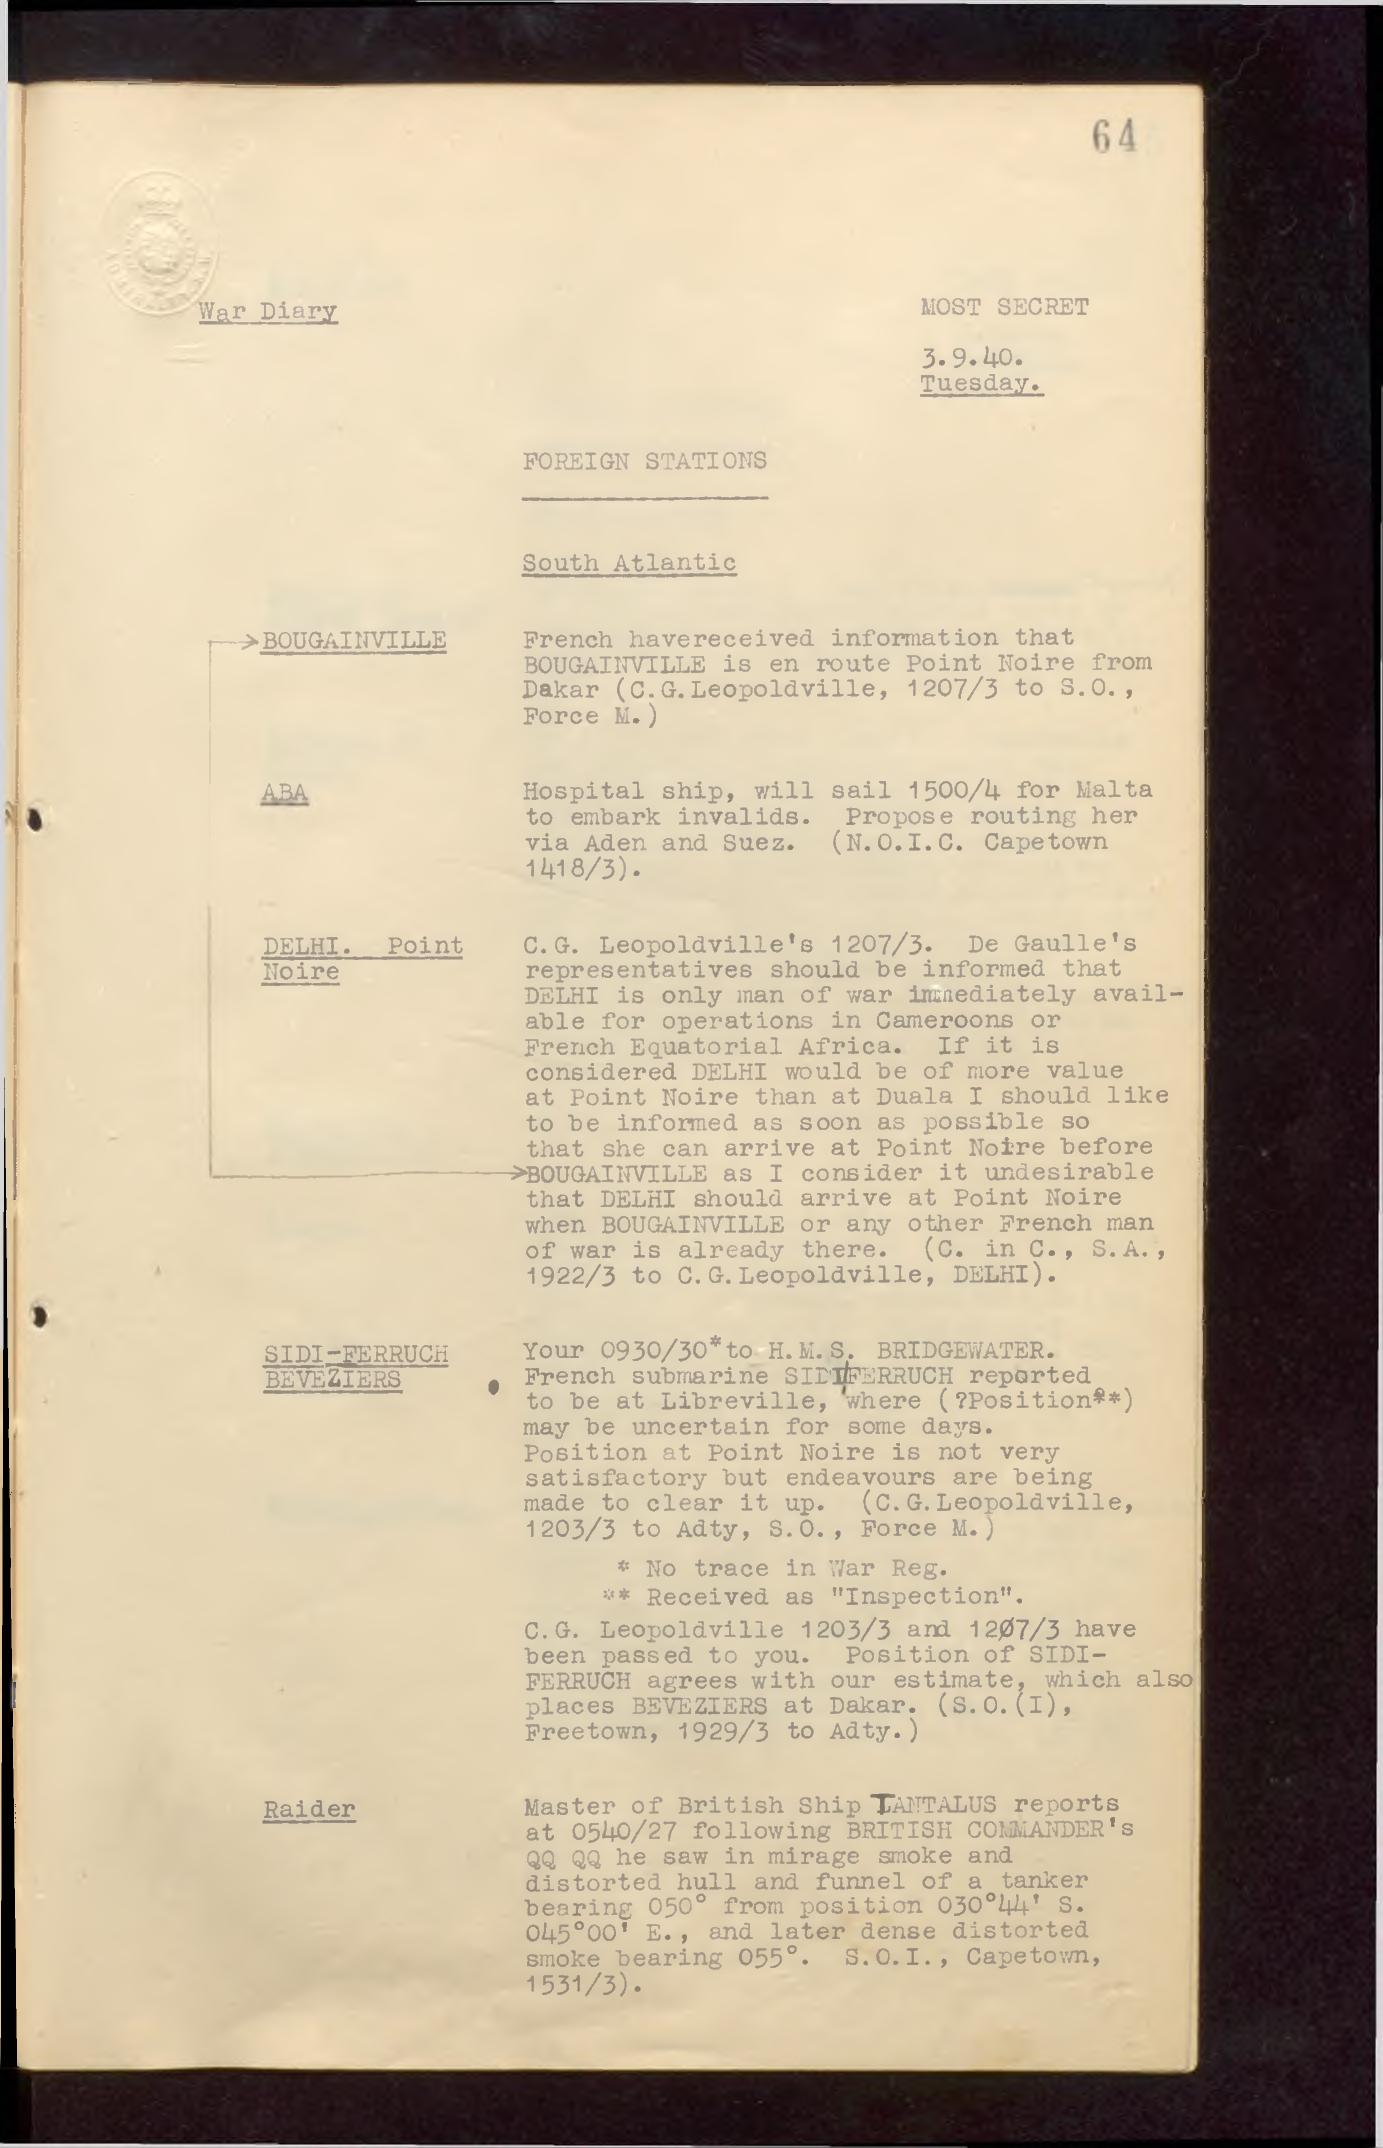 64
War Diary
MOST SECRET
3.9.40.
Tuesday.
FOREIGN STATIONS
South Atlantic
BOUGAINVILLE
French havereceived information that
BOUGAINVILLE is en route Point Noire from
Dakar (C.G.Leopoldville, 1207/3 to S.O.,
Force M.)
ABA
Hospital ship, will sail 1500/4 for Malta
to embark invalids. Propose routing her
via Aden and Suez. (N.O.I.C. Capetown
1418/3).
DELHI. Point
Noire
C.G. Leopoldville's 1207/3. De Gaulle's
representatives should be informed that
DELHI is only man of war immediately avail-
able for operations in Cameroons or
French Equatorial Africa. If it is
considered DELHI would be of more value
at Point Noire than at Duala I should like
to be informed as soon as possible so
that she can arrive at Point Noire before
BOUGAINVILLE as I consider it undesirable
that DELHI should arrive at Point Noire
when BOUGAINVILLE or any other French man
of war is already there. (C. in C., S.A.,
1922/3 to C.G.Leopoldville, DELHI).
SIDI-FERRUCH
BEVEZIERS
Your 0930/30* to H.M.S. BRIDGEWATER.
French submarine SIDI/FERRUCH reported
to be at Libreville, where (?Position**)
may be uncertain for some days.
Position at Point Noire is not very
satisfactory but endeavours are being
made to clear it up. (C.G.Leopoldville,
1203/3 to Adty, S.O., Force M.)
* No trace in War Reg.
** Received as "Inspection".
C.G. Leopoldville 1203/3 and 1207/3 have
been passed to you. Position of SIDI-
FERRUCH agrees with our estimate, which also
places BEVEZIERS at Dakar. (S.O.(I),
Freetown, 1929/3 to Adty.)
Raider
Master of British Ship TANTALUS reports
at 0540/27 following BRITISH COMMANDER's
QQ QQ he saw in mirage smoke and
distorted hull and funnel of a tanker
bearing 050° from position 030°44' S.
045°00' E., and later dense distorted
smoke bearing 055°. S.O.I., Capetown,
1531/3).